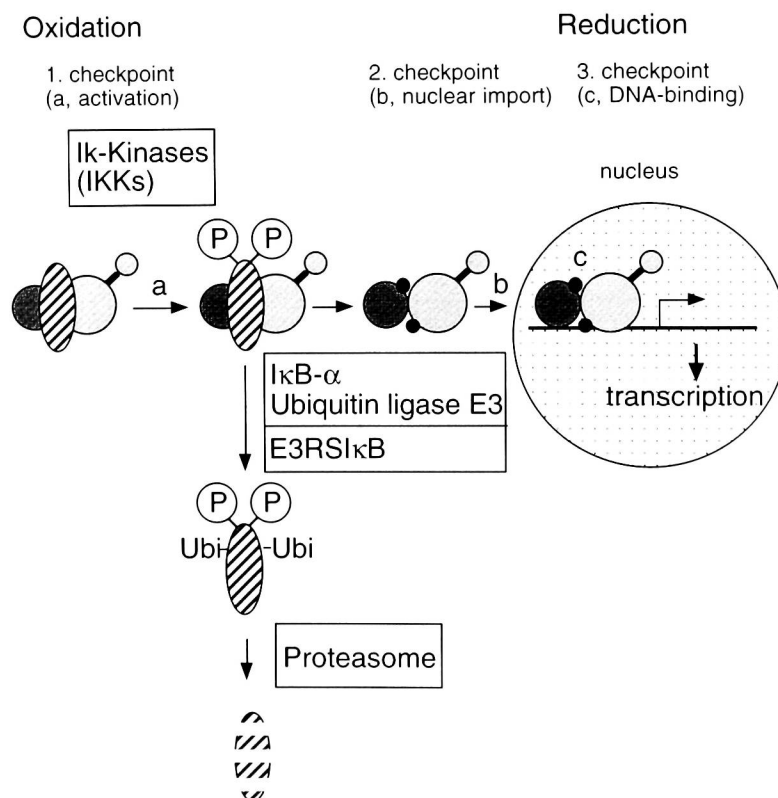 Oxidation
Reduction
1. checkpoint
(a, activation)
2. checkpoint
(b, nuclear import)
3. checkpoint
(c, DNA-binding)
Ik-Kinases
(IKKs)
nucleus
P P
a
b
c
IκB-α
Ubiquitin ligase E3
E3RSIκB
transcription
P P
Ubi -Ubi
Proteasome